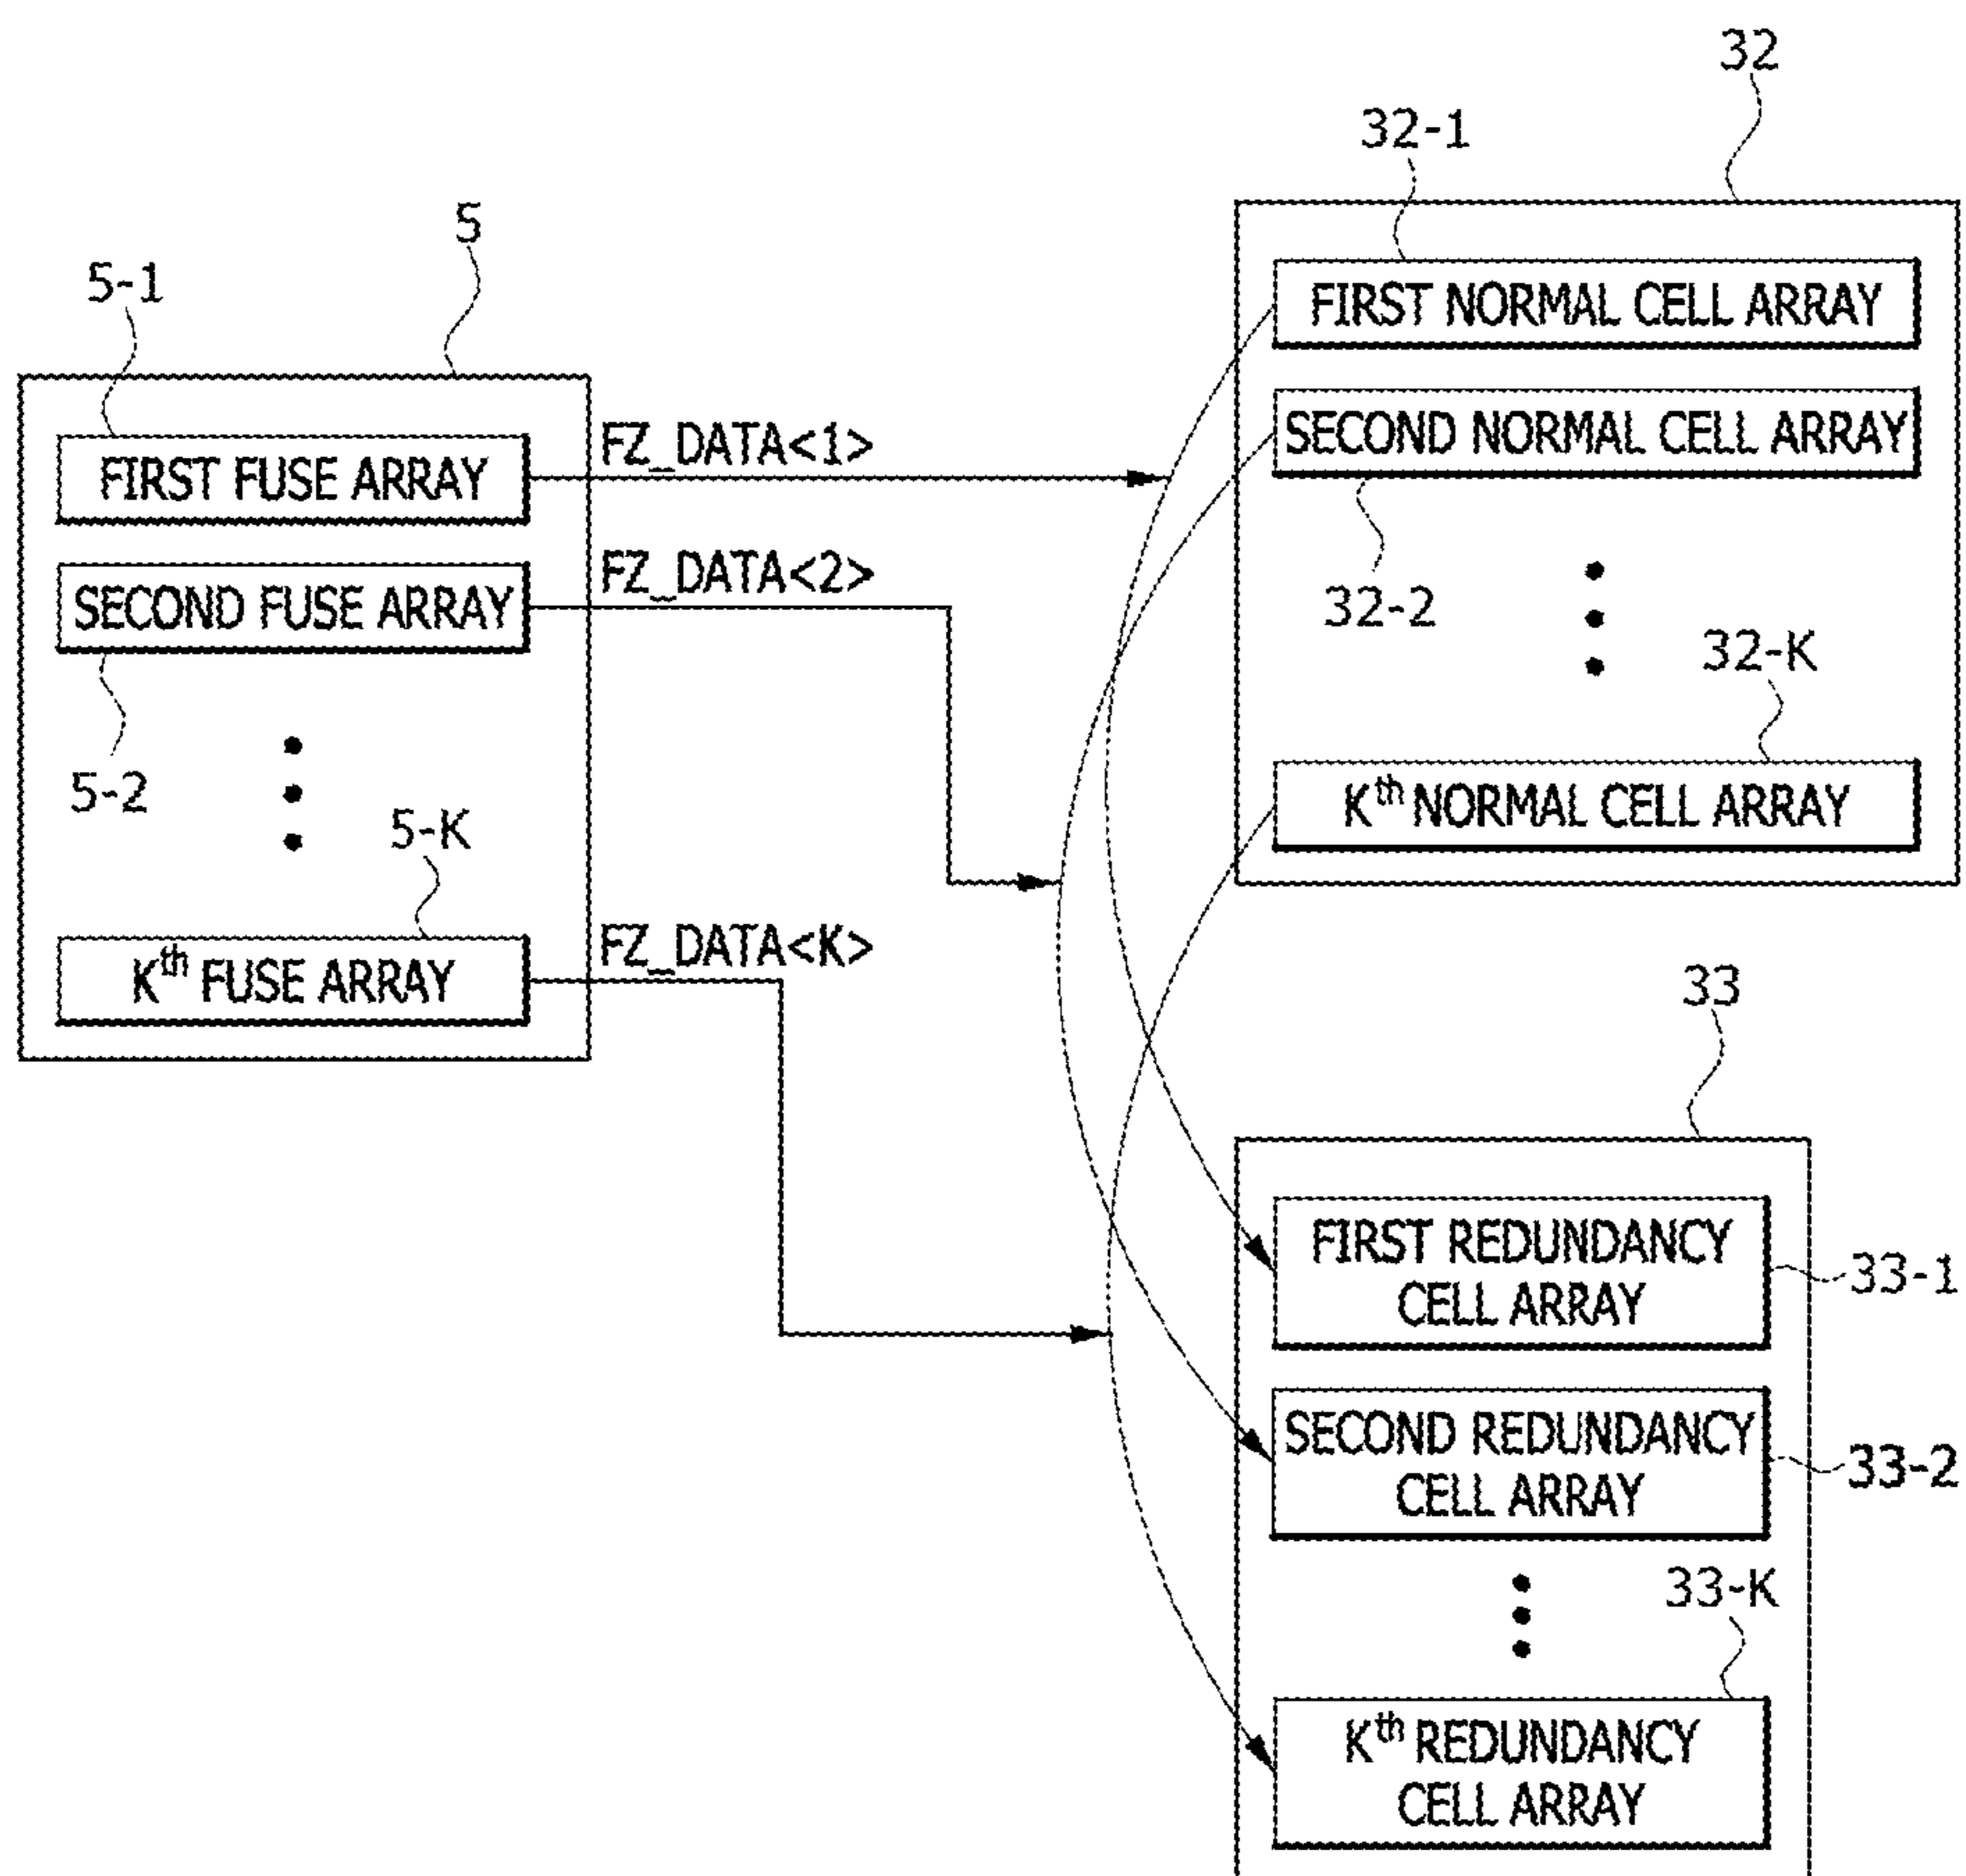 32
32-1
FIRST NORMAL CELL ARRAY
SECOND NORMAL CELL ARRAY
32-2
32-K
Kth NORMAL CELL ARRAY
5
5-1
FIRST FUSE ARRAY
FZ_DATA<1>
SECOND FUSE ARRAY
FZ_DATA<2>
5-2
5-K
Kth FUSE ARRAY
FZ_DATA<K>
33
FIRST REDUNDANCY
CELL ARRAY
33-1
SECOND REDUNDANCY
CELL ARRAY
33-2
33-K
Kth REDUNDANCY
CELL ARRAY